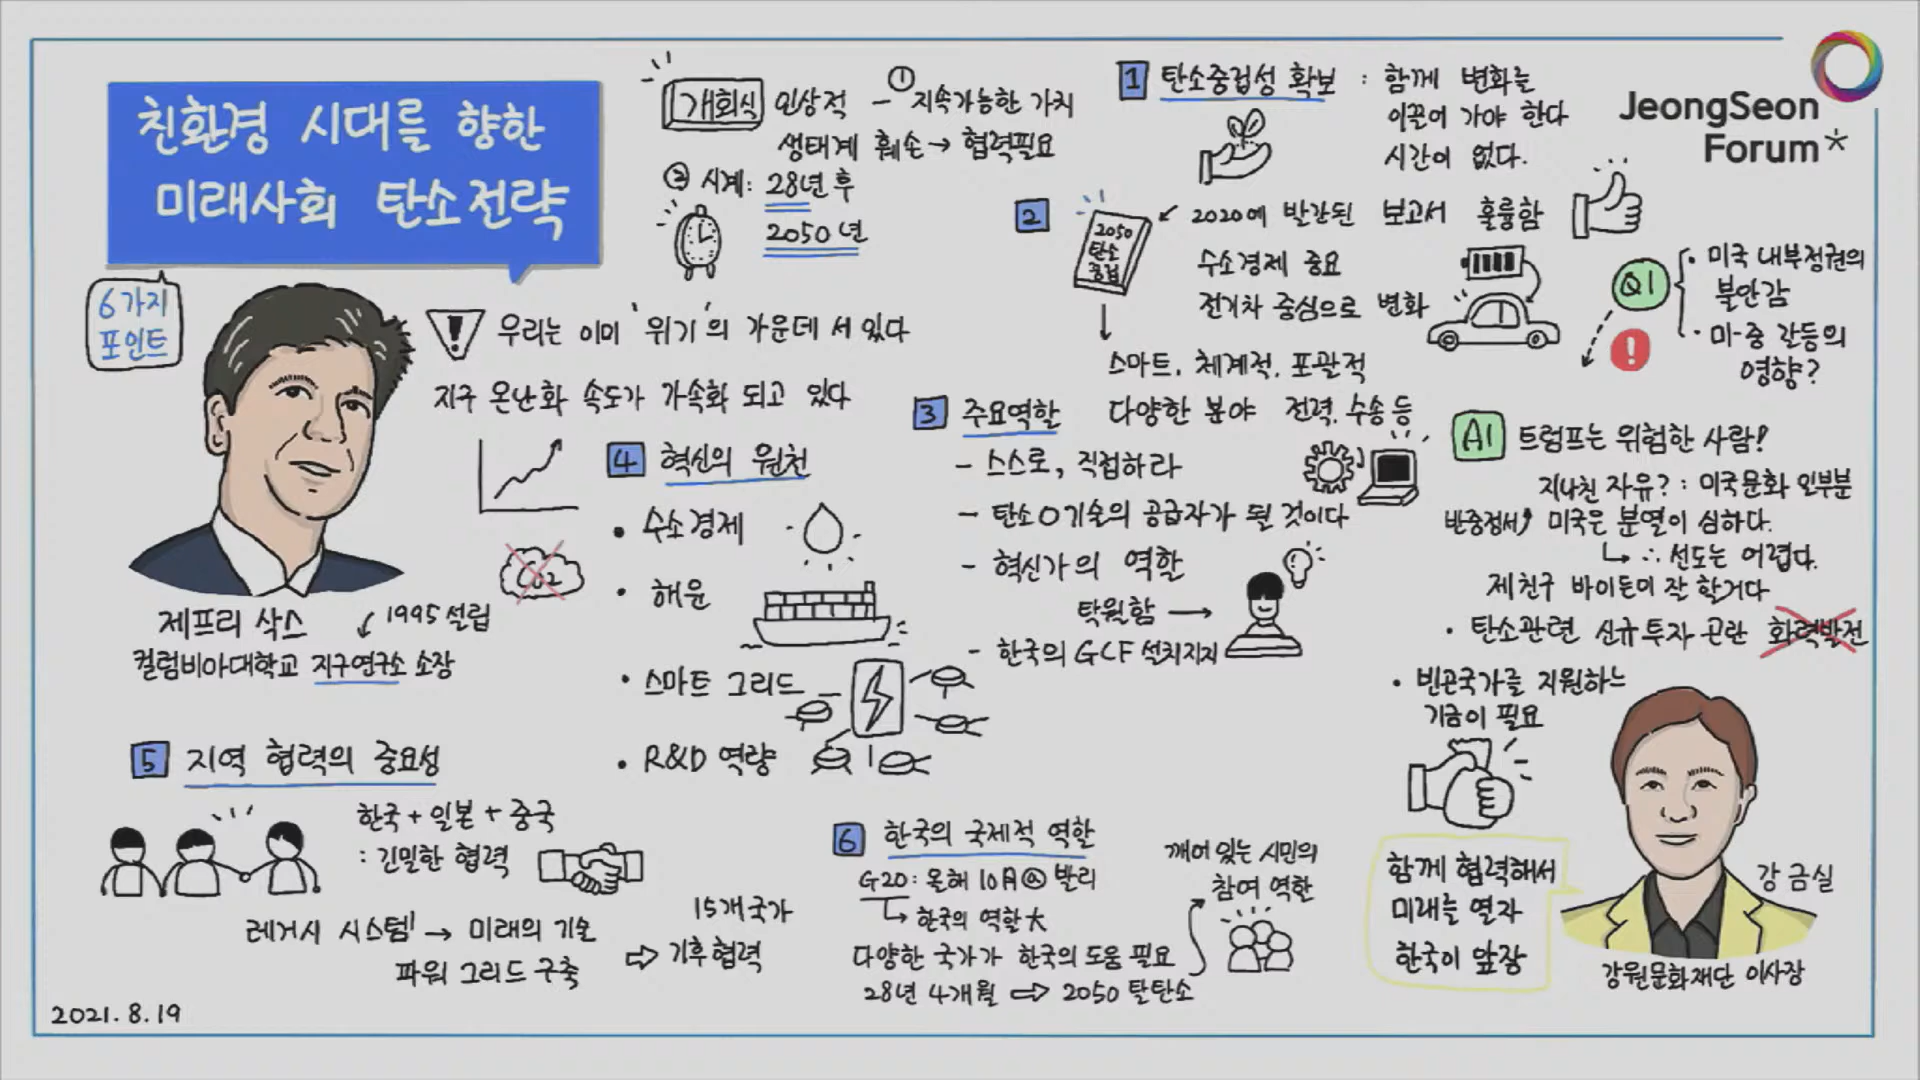 친환경 시대를 향한
미래사회 탄소전략
6가지
포인트
제프리 삭스
1995 설립
컬럼비아대학교 지구연구소 소장
개회식 인상적 - ① 지속가능한 가치
생태계 훼손 → 협력필요
② 시계: 28년 후
2050년
! 우리는 이미 '위기'의 가운데 서 있다
지구 온난화 속도가 가속화 되고 있다
CO2
1 탄소중립성 확보 : 함께 변화는
이끌어 가야 한다
시간이 없다.
JeongSeon
Forum*
2
2050
탄소
중립
← 2020에 발간된 보고서 훌륭함
수소경제 중요
전기차 중심으로 변화
스마트, 체계적, 포괄적
다양한 분야 전력, 수송 등
3 주요역할
- 스스로, 직접하라
- 탄소0기술의 공급자가 될 것이다
- 혁신가의 역할
탁월함 →
- 한국의 GCF 설치지지
4 혁신의 원천
• 수소경제
• 해운
• 스마트 그리드
• R&D 역량
5 지역 협력의 중요성
한국 + 일본 + 중국
: 긴밀한 협력
레거시 시스템! → 미래의 기술
파워 그리드 구축
⇨ 15개 국가
기후협력
6 한국의 국제적 역할
G20: 올해 10月 발리
↳ 한국의 역할 大
다양한 국가가 한국의 도움 필요
28년 4개월 ⇨ 2050 탈탄소
깨어 있는 시민의
참여 역할
Q1
• 미국 내부정권의
불안감
• 미-중 갈등의
영향?
!
A1 트럼프는 위험한 사람!
지나친 자유? : 미국문화 일부분
반중정서, 미국은 분열이 심하다.
↳ ∴ 선도는 어렵다.
제 친구 바이든이 잘 할거다
• 탄소관련 신규투자 곤란 화력발전
• 빈곤국가를 지원하는
기금이 필요
함께 협력해서
미래를 열자
한국이 앞장
강금실
강원문화재단 이사장
2021.8.19